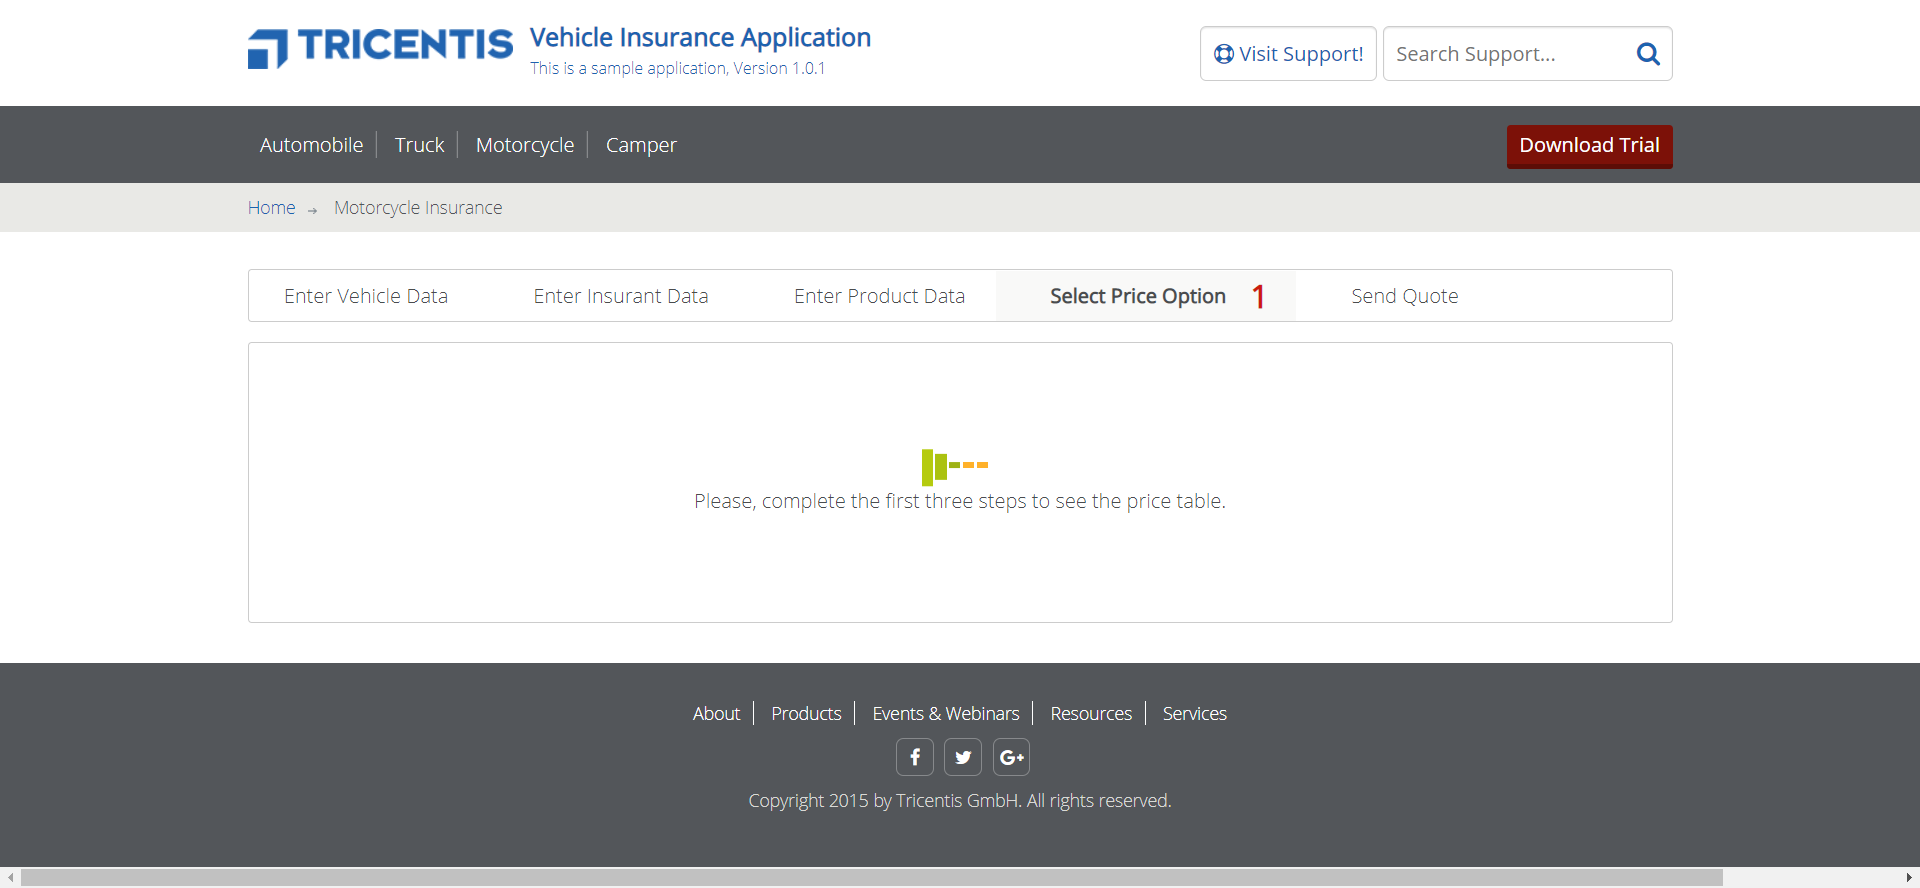 TRICENTIS
Vehicle Insurance Application
This is a sample application, Version 1.0.1
Visit Support!
Search Support...
Automobile
Truck
Motorcycle
Camper
Download Trial
Home → Motorcycle Insurance
Enter Vehicle Data
Enter Insurant Data
Enter Product Data
Select Price Option 1
Send Quote
Please, complete the first three steps to see the price table.
About
Products
Events & Webinars
Resources
Services
f
G+
Copyright 2015 by Tricentis GmbH. All rights reserved.